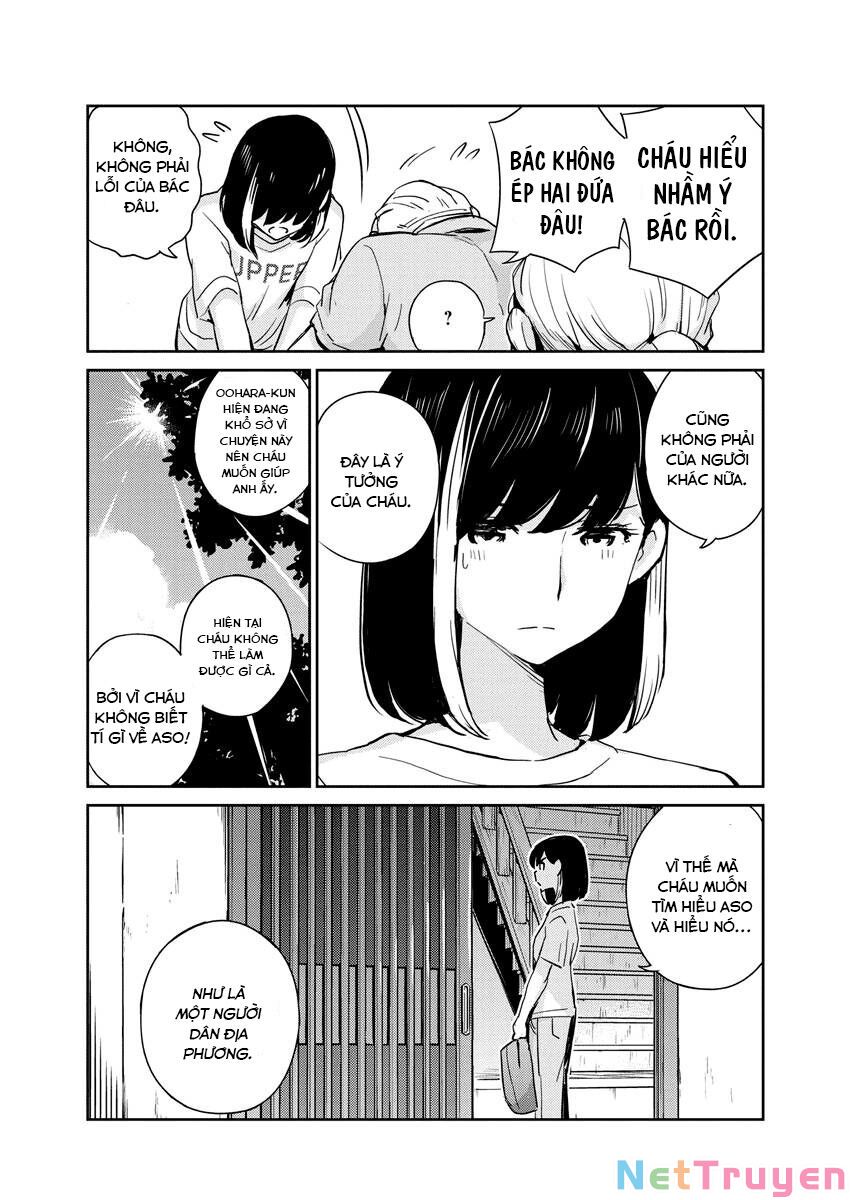 CHÁU HIỂU
NHẦM Ý
BÁC RỒI.
BÁC KHÔNG
ÉP HAI ĐỨA
ĐÂU!
KHÔNG,
KHÔNG PHẢI
LỖI CỦA BÁC
ĐÂU.
UPPER
?
CŨNG
KHÔNG PHẢI
CỦA NGƯỜI
KHÁC NỮA.
ĐÂY LÀ Ý
TƯỞNG
CỦA CHÁU.
OOHARA-KUN
HIỆN ĐANG
KHỔ SỞ VÌ
CHUYỆN NÀY
NÊN CHÁU
MUỐN GIÚP
ANH ẤY.
HIỆN TẠI
CHÁU KHÔNG
THỂ LÀM
ĐƯỢC GÌ CẢ.
BỞI VÌ CHÁU
KHÔNG BIẾT
TÍ GÌ VỀ ASO!
VÌ THẾ MÀ
CHÁU MUỐN
TÌM HIỂU ASO
VÀ HIỂU NÓ...
NHƯ LÀ
MỘT NGƯỜI
DÂN ĐỊA
PHƯƠNG.
NetTruyen